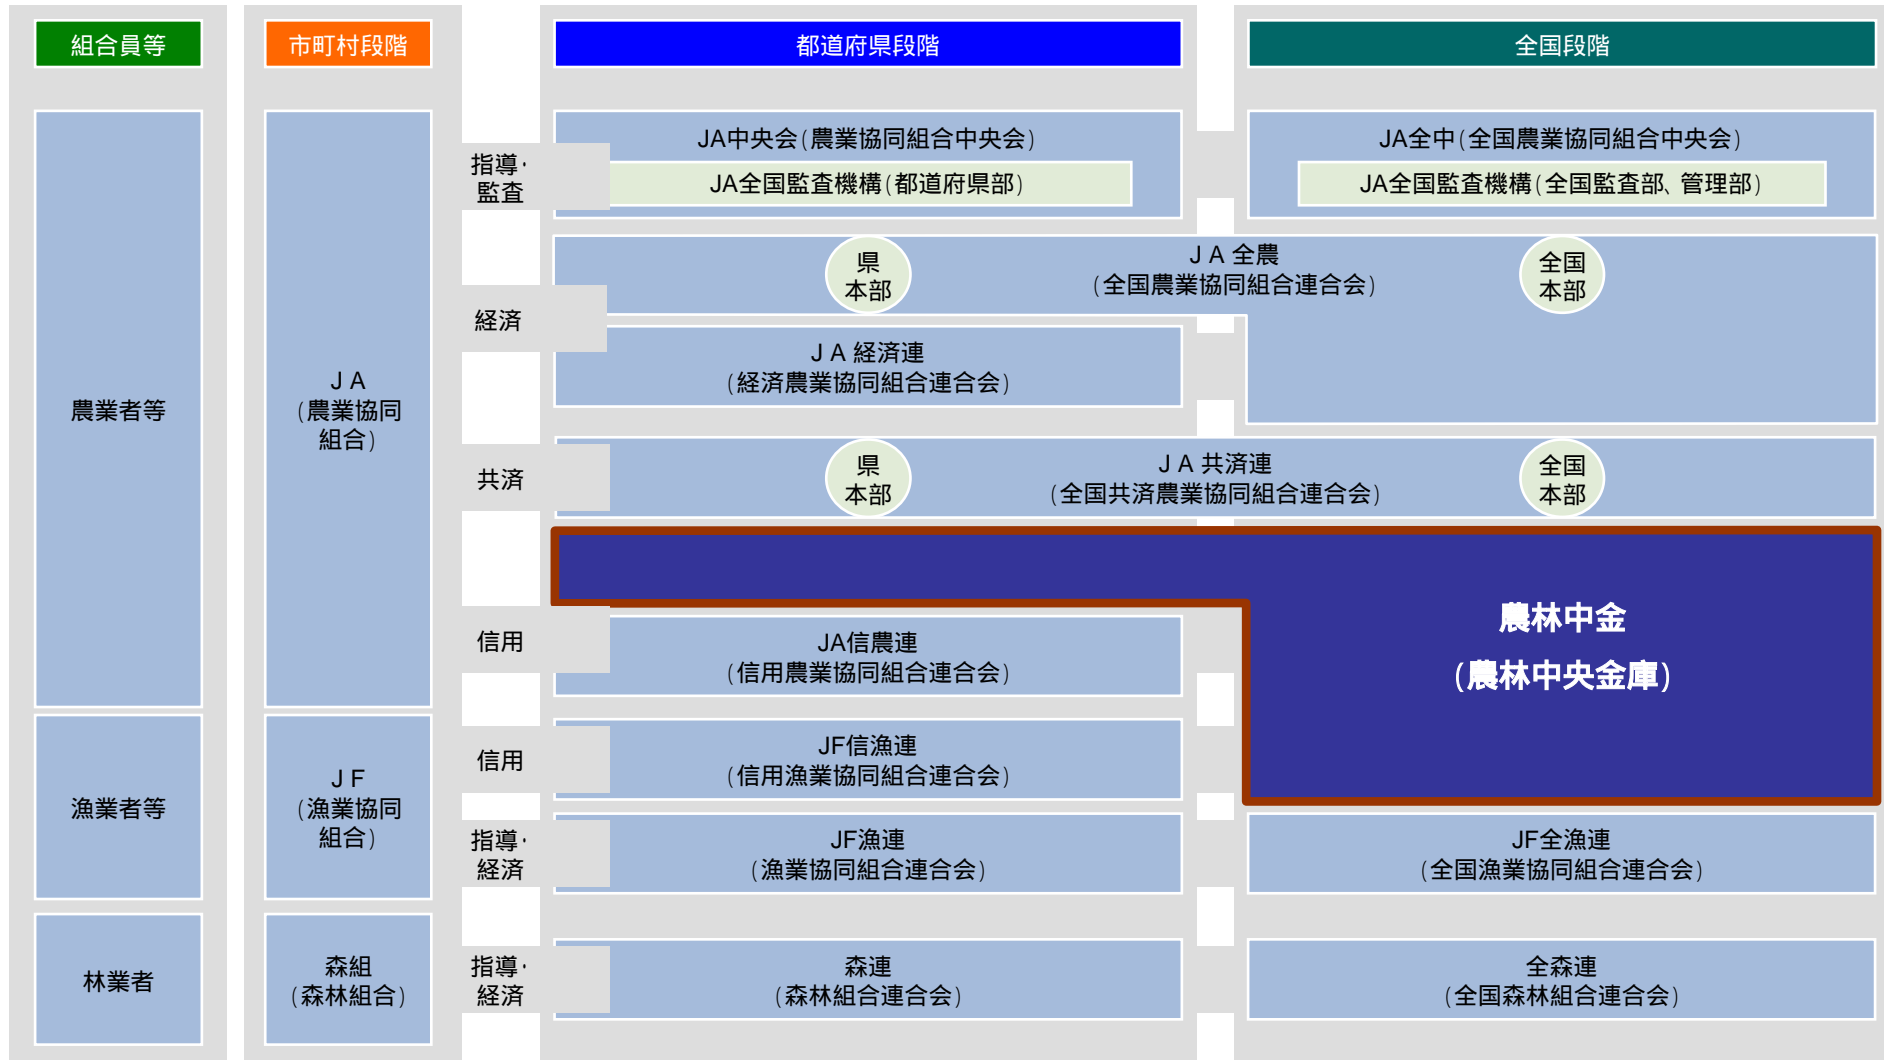 組合員等
市町村段階
都道府県段階
全国段階
農業者等
JA
(農業協同
組合)
指導・
監査
JA中央会(農業協同組合中央会)
JA全国監査機構(都道府県部)
JA全中(全国農業協同組合中央会)
JA全国監査機構(全国監査部、管理部)
経済
県
本部
JA全農
(全国農業協同組合連合会)
全国
本部
JA経済連
(経済農業協同組合連合会)
共済
県
本部
JA共済連
(全国共済農業協同組合連合会)
全国
本部
農林中金
(農林中央金庫)
信用
JA信農連
(信用農業協同組合連合会)
漁業者等
JF
(漁業協同
組合)
信用
JF信漁連
(信用漁業協同組合連合会)
指導・
経済
JF漁連
(漁業協同組合連合会)
JF全漁連
(全国漁業協同組合連合会)
林業者
森組
(森林組合)
指導・
経済
森連
(森林組合連合会)
全森連
(全国森林組合連合会)